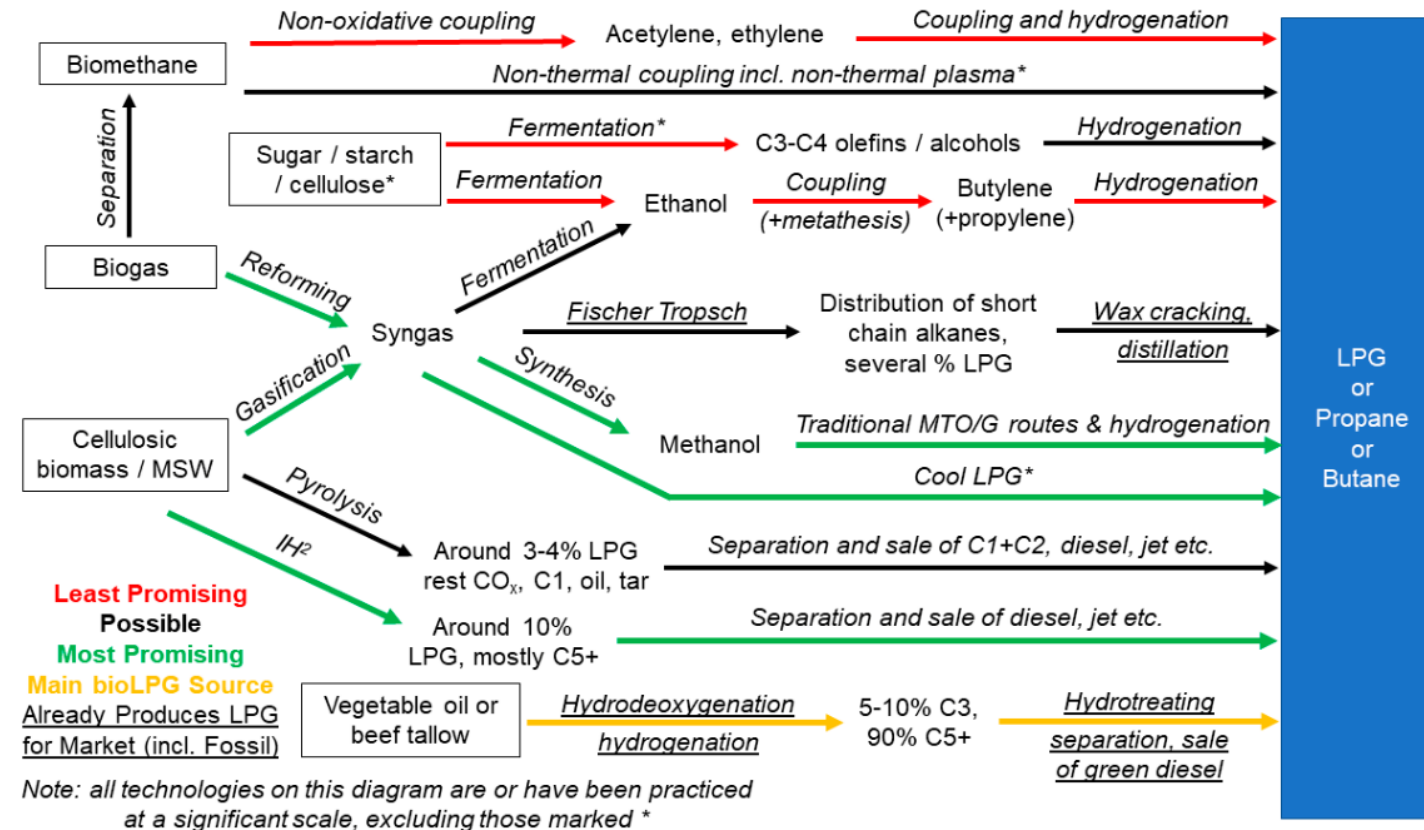 Non-oxidative coupling
Acetylene, ethylene
Coupling and hydrogenation
Biomethane
Non-thermal coupling incl. non-thermal plasma*
Separation
Sugar / starch
/ cellulose*
Fermentation*
C3-C4 olefins / alcohols
Hydrogenation
Fermentation
Ethanol
Coupling
(+metathesis)
Butylene
(+propylene)
Hydrogenation
Biogas
Reforming
Fermentation
Syngas
Fischer Tropsch
Distribution of short
chain alkanes,
several % LPG
Wax cracking,
distillation
Gasification
Synthesis
Methanol
Traditional MTO/G routes & hydrogenation
Cool LPG*
Cellulosic
biomass / MSW
Pyrolysis
Around 3-4% LPG
rest COₓ, C1, oil, tar
Separation and sale of C1+C2, diesel, jet etc.
IH²
Around 10%
LPG, mostly C5+
Separation and sale of diesel, jet etc.
LPG
or
Propane
or
Butane
Least Promising
Possible
Most Promising
Main bioLPG Source
Already Produces LPG
for Market (incl. Fossil)
Vegetable oil or
beef tallow
Hydrodeoxygenation
hydrogenation
5-10% C3,
90% C5+
Hydrotreating
separation, sale
of green diesel
Note: all technologies on this diagram are or have been practiced
at a significant scale, excluding those marked *